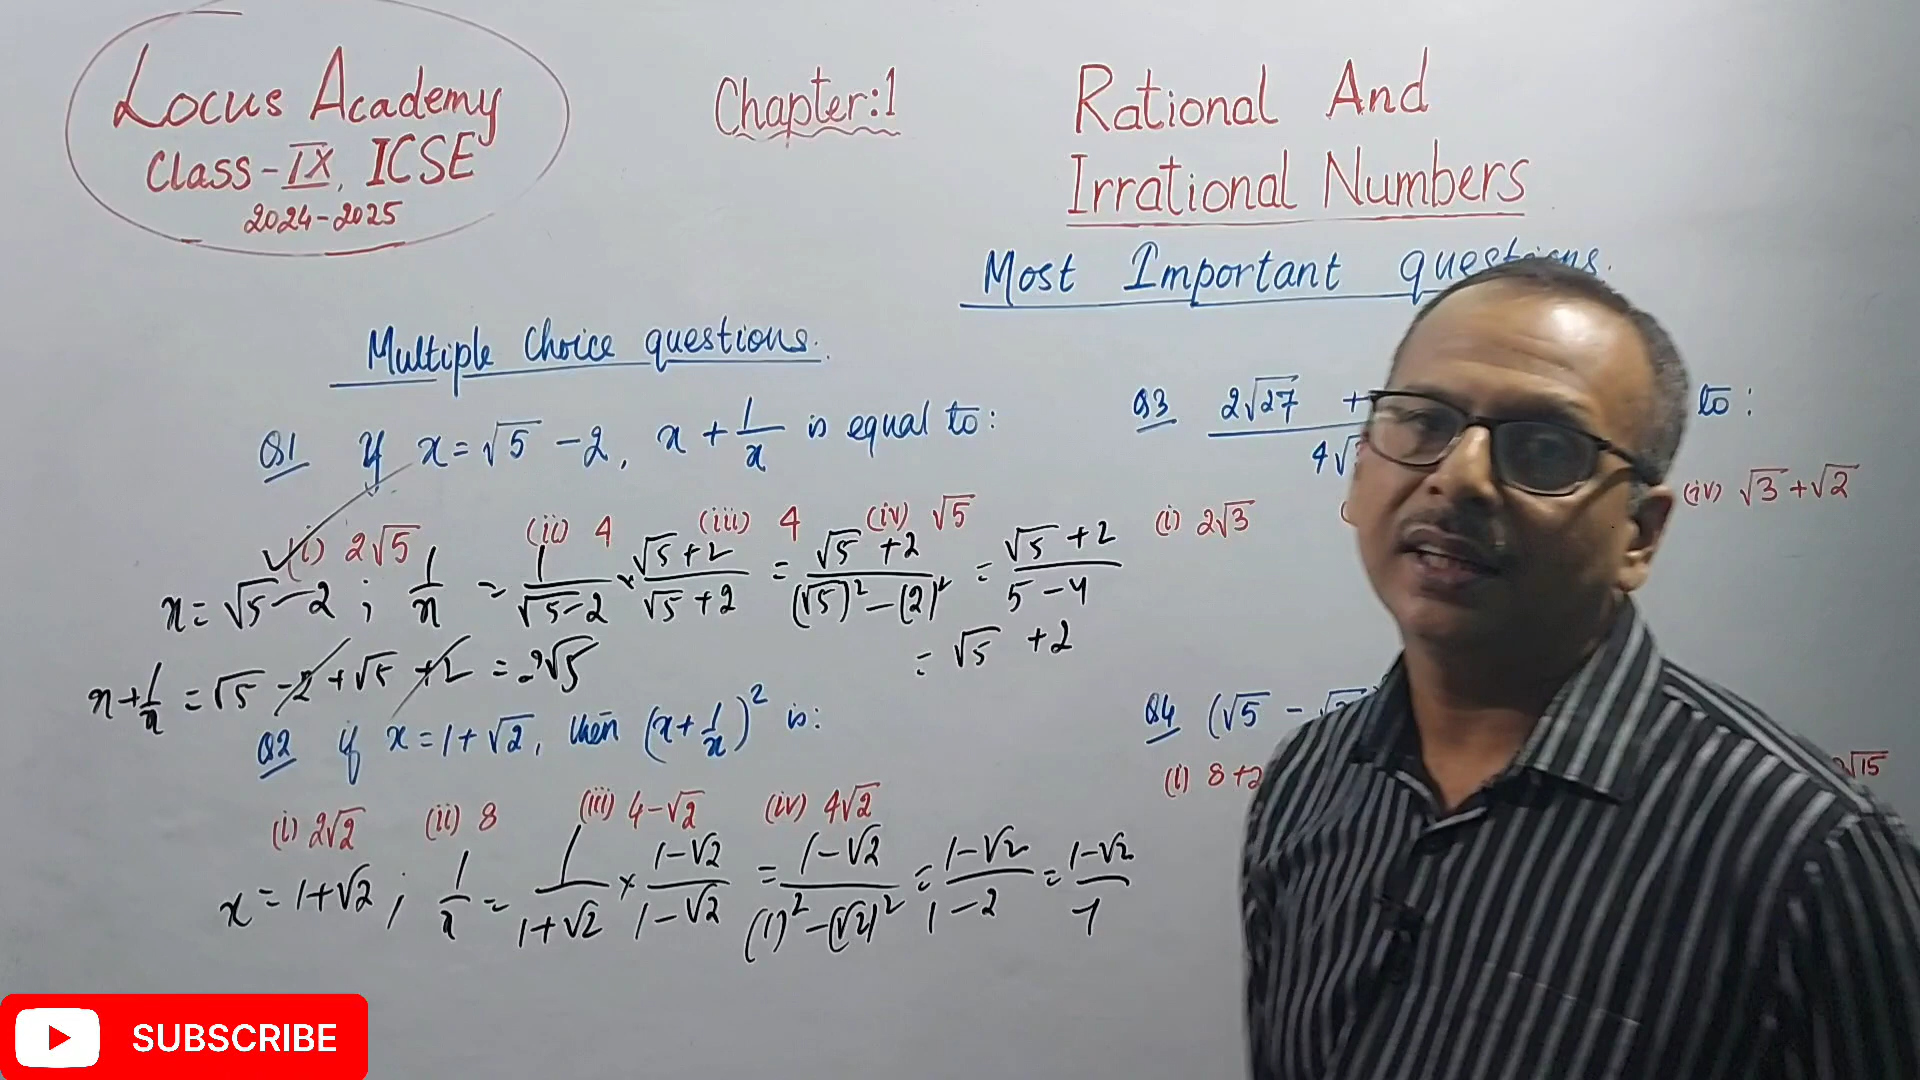 Locus Academy
Class-IX, ICSE
2024-2025
Chapter:1
Rational And
Irrational Numbers
Most Important questions.
Multiple Choice questions.
Q1 If x=√5-2, x+1/x is equal to:
(i) 2√5 (ii) 4 (iii) 4 (iv) √5
x=√5-2; 1/x = 1/(√5-2) × (√5+2)/(√5+2) = (√5+2)/((√5)²-(2)²) = (√5+2)/(5-4)
= √5+2
x+1/x = √5-2+√5+2 = 2√5
Q2 if x=1+√2, then (x+1/x)² is:
(i) 2√2 (ii) 8 (iii) 4-√2 (iv) 4√2
x=1+√2; 1/x = 1/(1+√2) × (1-√2)/(1-√2) = (1-√2)/((1)²-(√2)²) = (1-√2)/(1-2) = (1-√2)/-1
Q3 2√27 + to:
4√
(i) 2√3 (iv) √3+√2
Q4 (√5-
(i) 8+2 √15
SUBSCRIBE